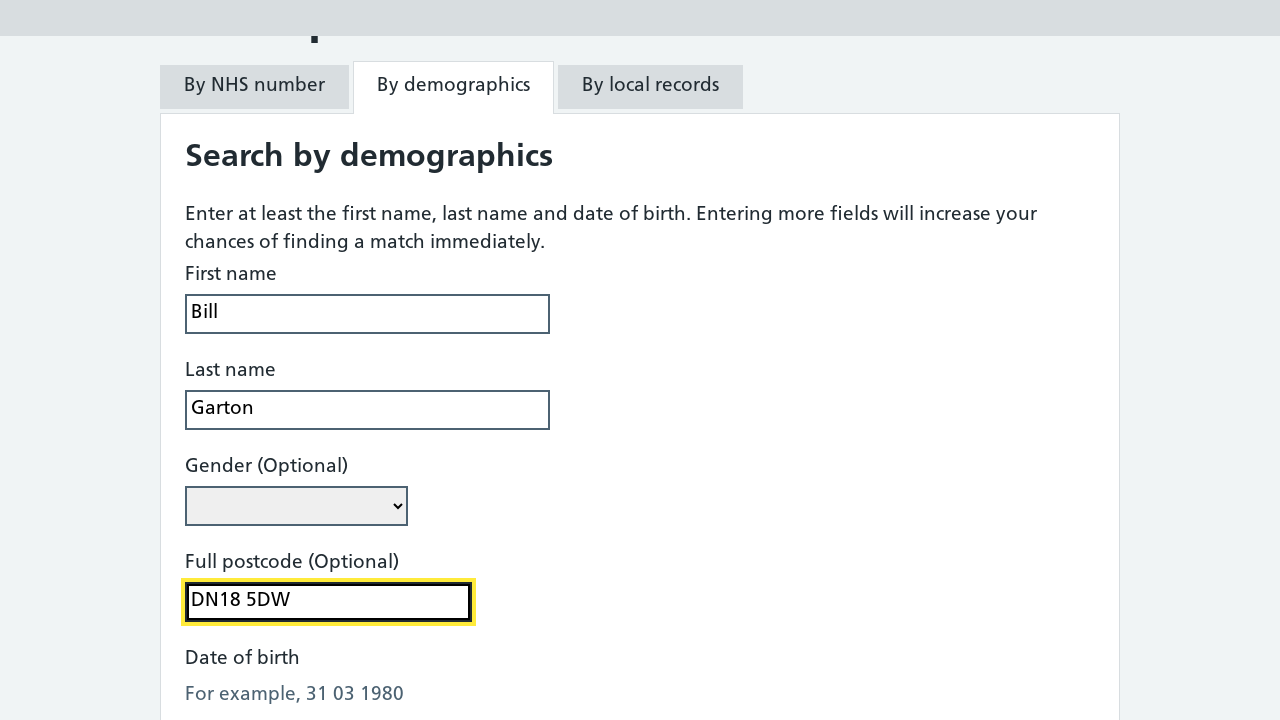 By NHS number
By demographics
By local records
Search by demographics
Enter at least the first name, last name and date of birth. Entering more fields will increase your
chances of finding a match immediately.
First name
Bill
Last name
Garton
Gender (Optional)
Full postcode (Optional)
DN18 5DW
Date of birth
For example, 31 03 1980